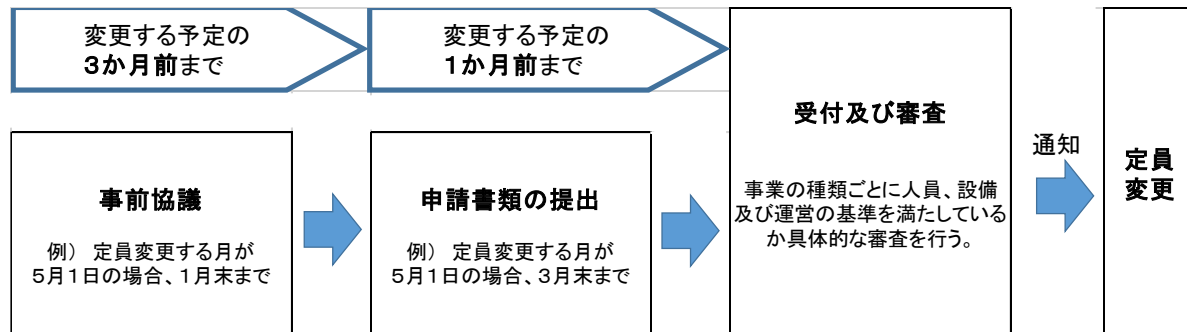 変更する予定の
３か月前まで
変更する予定の
１か月前まで
事前協議
例） 定員変更する月が
５月１日の場合、１月末まで
申請書類の提出
例） 定員変更する月が
５月１日の場合、３月末まで
受付及び審査
事業の種類ごとに人員、設備
及び運営の基準を満たしている
か具体的な審査を行う。
通知
定員
変更